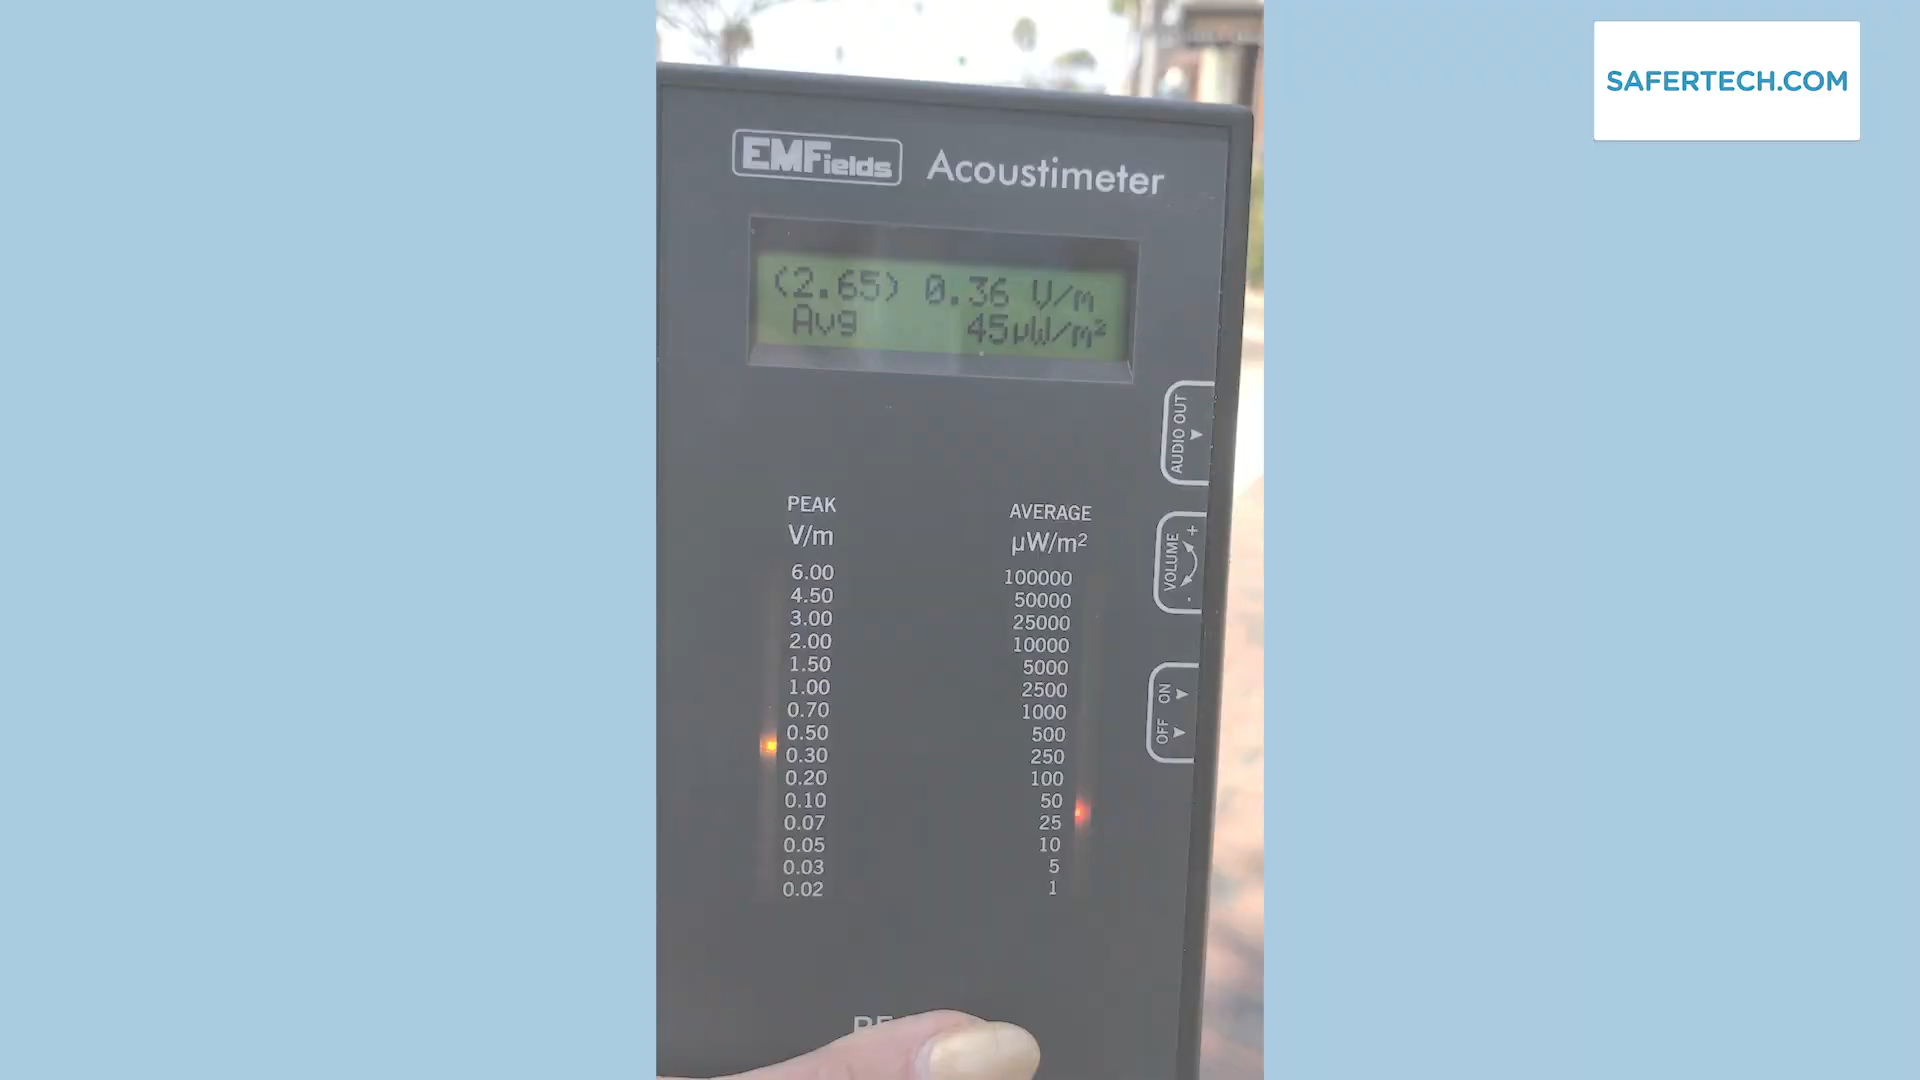 SAFERTECH.COM
EMFields Acoustimeter
(2.65) 0.36 V/m
Avg 45µW/m²
AUDIO OUT
VOLUME
- +
OFF ON
PEAK AVERAGE
V/m µW/m²
6.00 100000
4.50 50000
3.00 25000
2.00 10000
1.50 5000
1.00 2500
0.70 1000
0.50 500
0.30 250
0.20 100
0.10 50
0.07 25
0.05 10
0.03 5
0.02 1